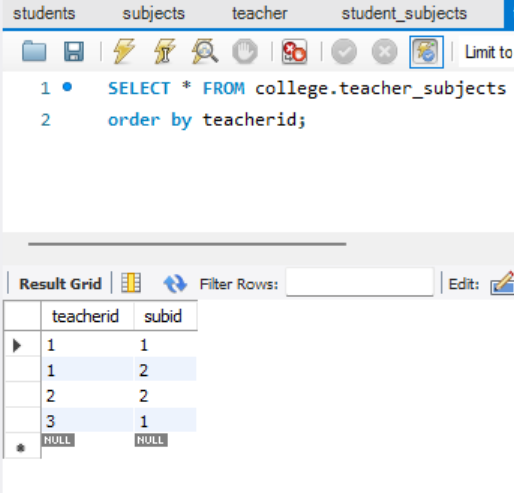 students subjects teacher student_subjects
Limit to
1 SELECT * FROM college.teacher_subjects
2 order by teacherid;
Result Grid Filter Rows: Edit:
teacherid subid
1 1
1 2
2 2
3 1
NULL NULL